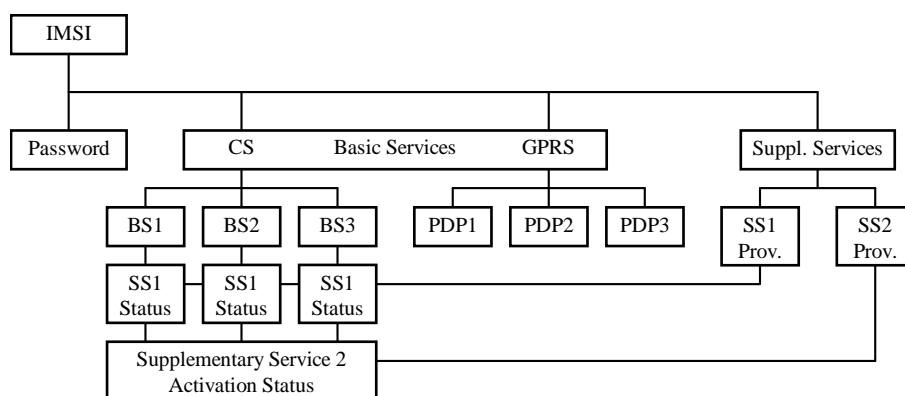 IMSI
Password
CS Basic Services GPRS
Suppl. Services
BS1
BS2
BS3
PDP1
PDP2
PDP3
SS1
Prov.
SS2
Prov.
SS1
Status
SS1
Status
SS1
Status
Supplementary Service 2
Activation Status